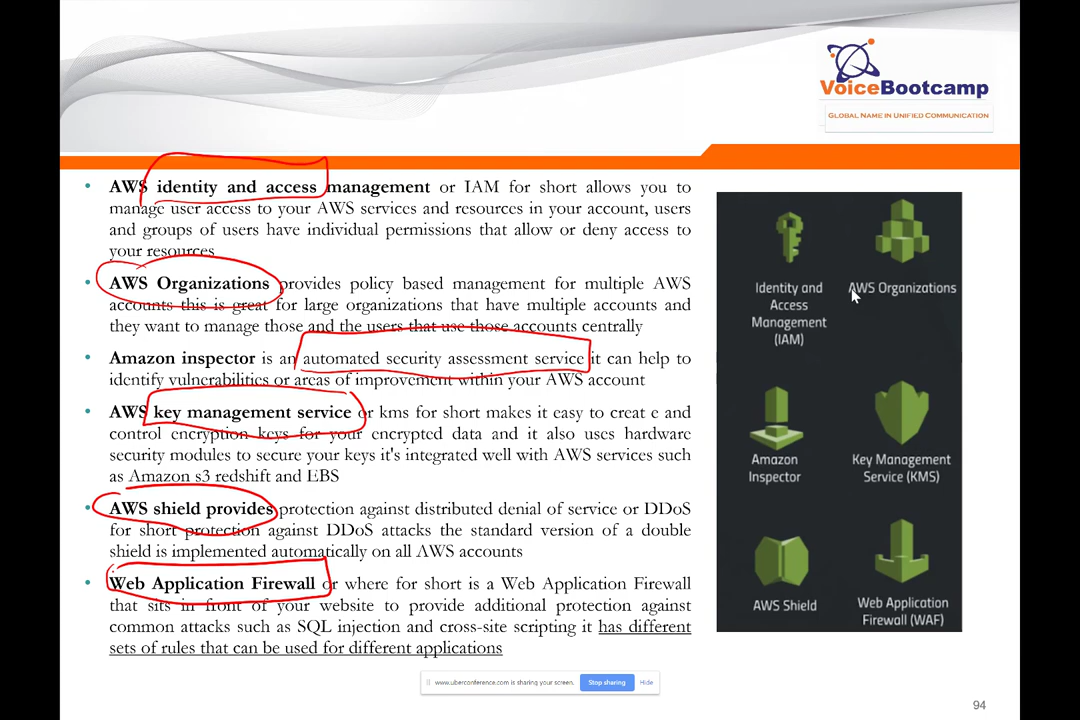 VoiceBootcamp
GLOBAL NAME IN UNIFIED COMMUNICATION
• AWS identity and access management or IAM for short allows you to
manage user access to your AWS services and resources in your account, users
and groups of users have individual permissions that allow or deny access to
your resources
• AWS Organizations provides policy based management for multiple AWS
accounts this is great for large organizations that have multiple accounts and
they want to manage those and the users that use those accounts centrally
• Amazon inspector is an automated security assessment service it can help to
identify vulnerabilities or areas of improvement within your AWS account
• AWS key management service or kms for short makes it easy to creat e and
control encryption keys for your encrypted data and it also uses hardware
security modules to secure your keys it's integrated well with AWS services such
as Amazon s3 redshift and EBS
• AWS shield provides protection against distributed denial of service or DDoS
for short protection against DDoS attacks the standard version of a double
shield is implemented automatically on all AWS accounts
• Web Application Firewall or where for short is a Web Application Firewall
that sits in front of your website to provide additional protection against
common attacks such as SQL injection and cross-site scripting it has different
sets of rules that can be used for different applications
Identity and
Access
Management
(IAM)
AWS Organizations
Amazon
Inspector
Key Management
Service (KMS)
AWS Shield
Web Application
Firewall (WAF)
www.uberconference.com is sharing your screen.
Stop sharing
Hide
94